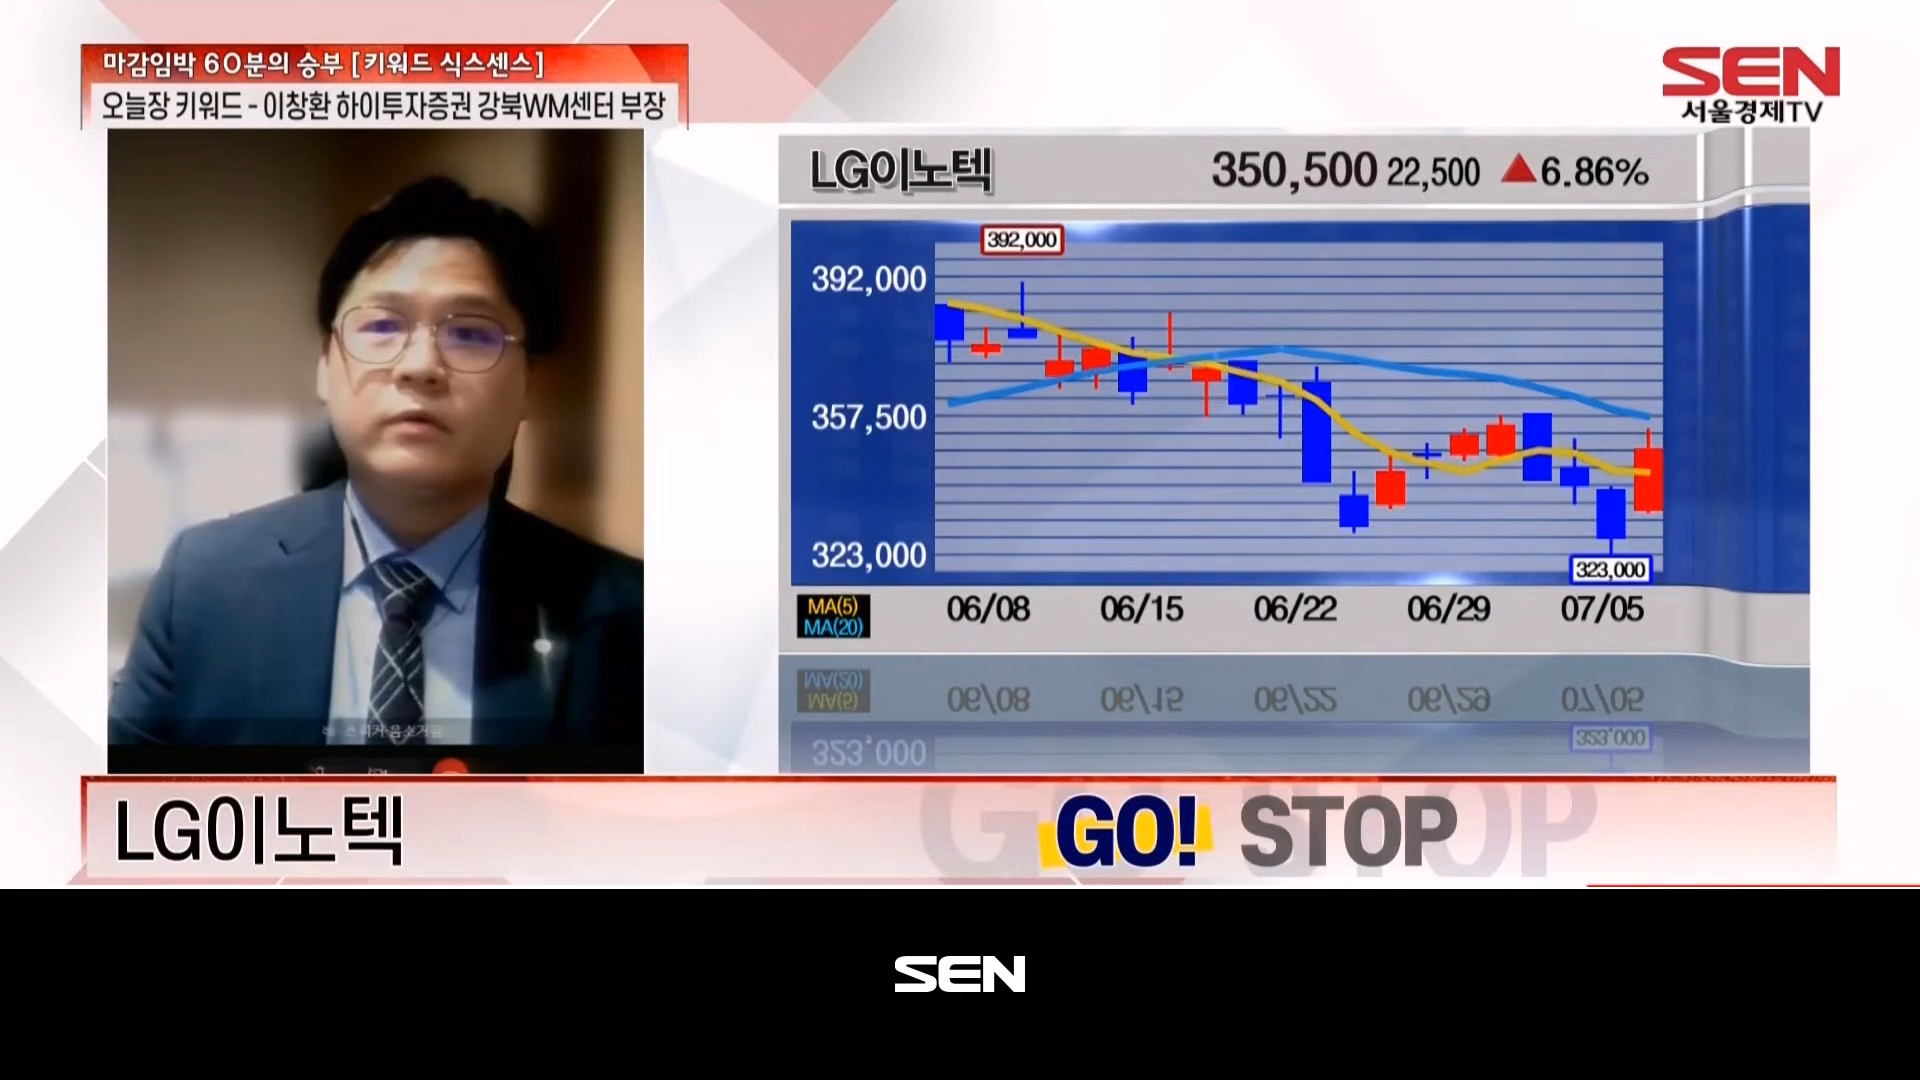 마감임박 60분의 승부 [키워드 식스센스]
오늘장 키워드 - 이창환 하이투자증권 강북WM센터 부장
SEN
서울경제TV
LG이노텍 350,500 22,500 ▲6.86%
392,000
392,000
357,500
323,000
323,000
MA(5)
MA(20)
06/08 06/15 06/22 06/29 07/05
LG이노텍 GO! STOP
SEN